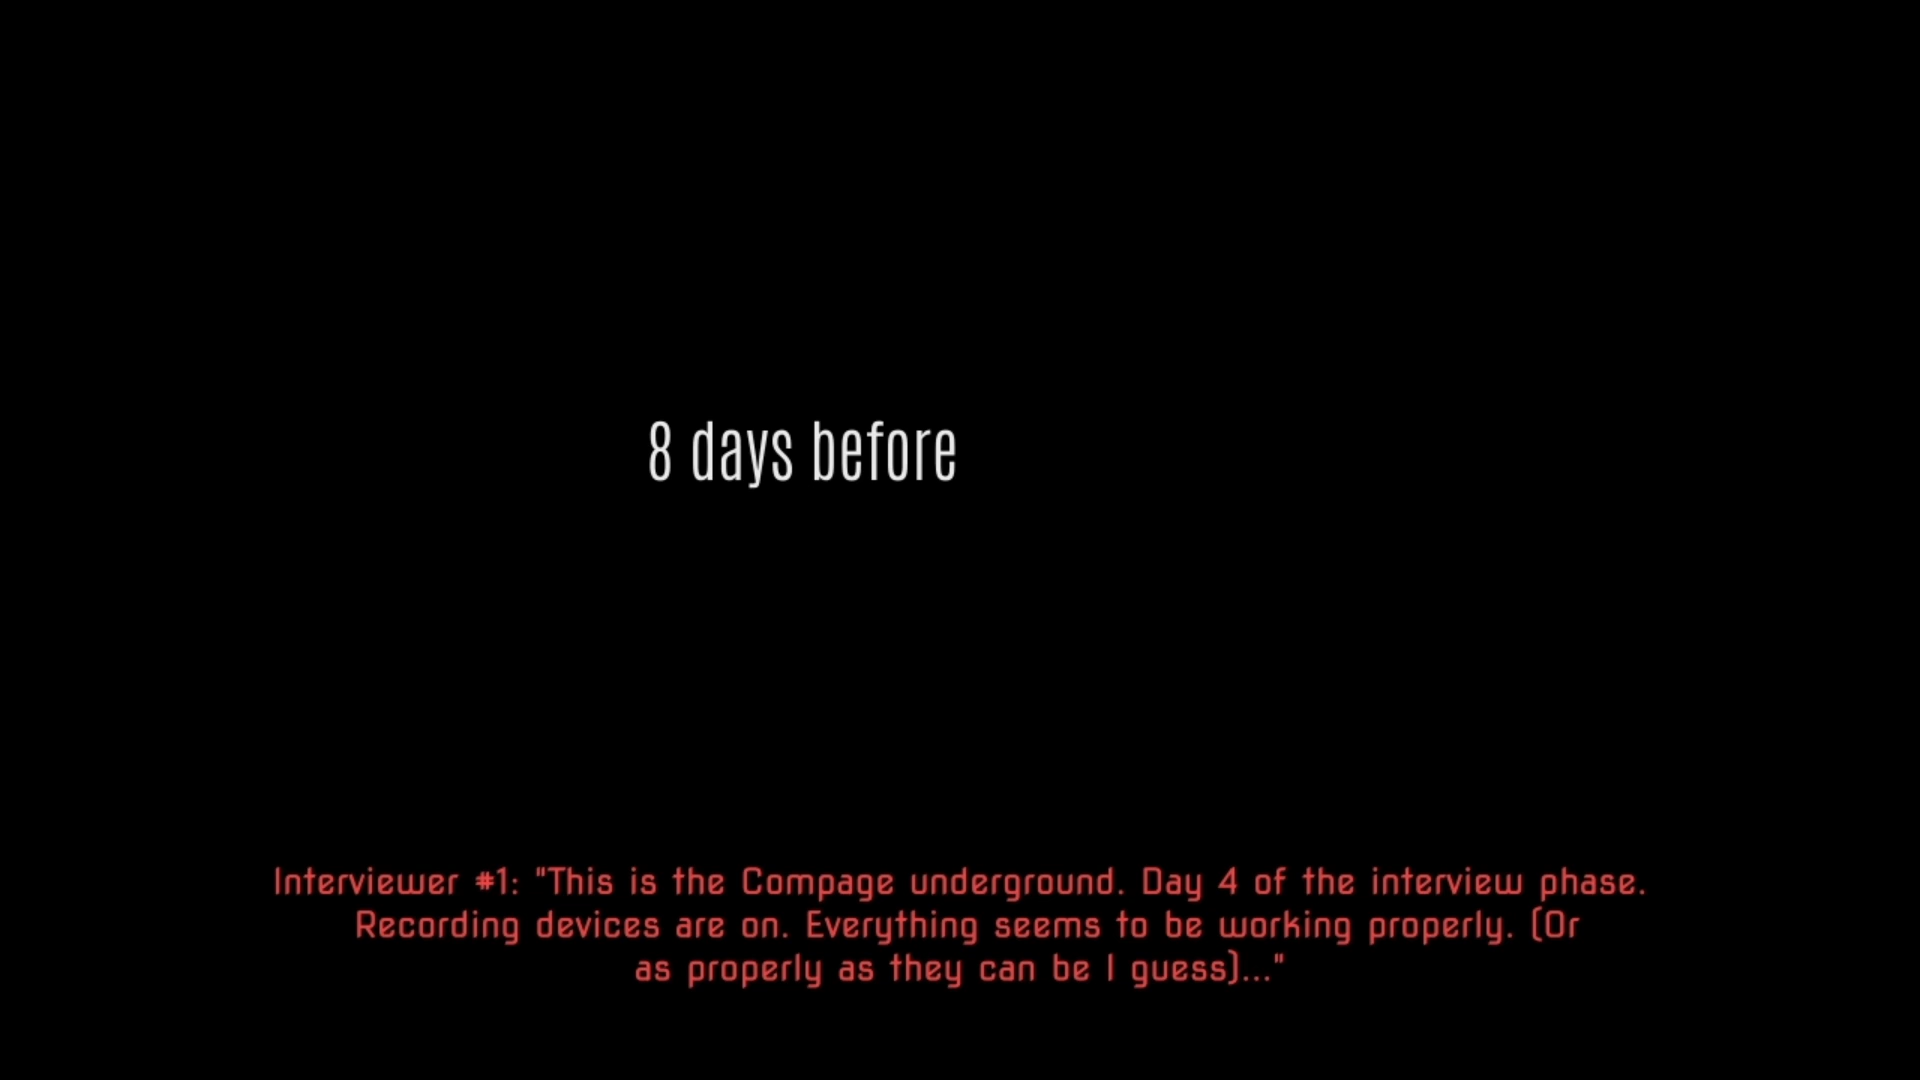 8 days before
Interviewer #1: "This is the Compage underground. Day 4 of the interview phase.
Recording devices are on. Everything seems to be working properly. (Or
as properly as they can be I guess)..."